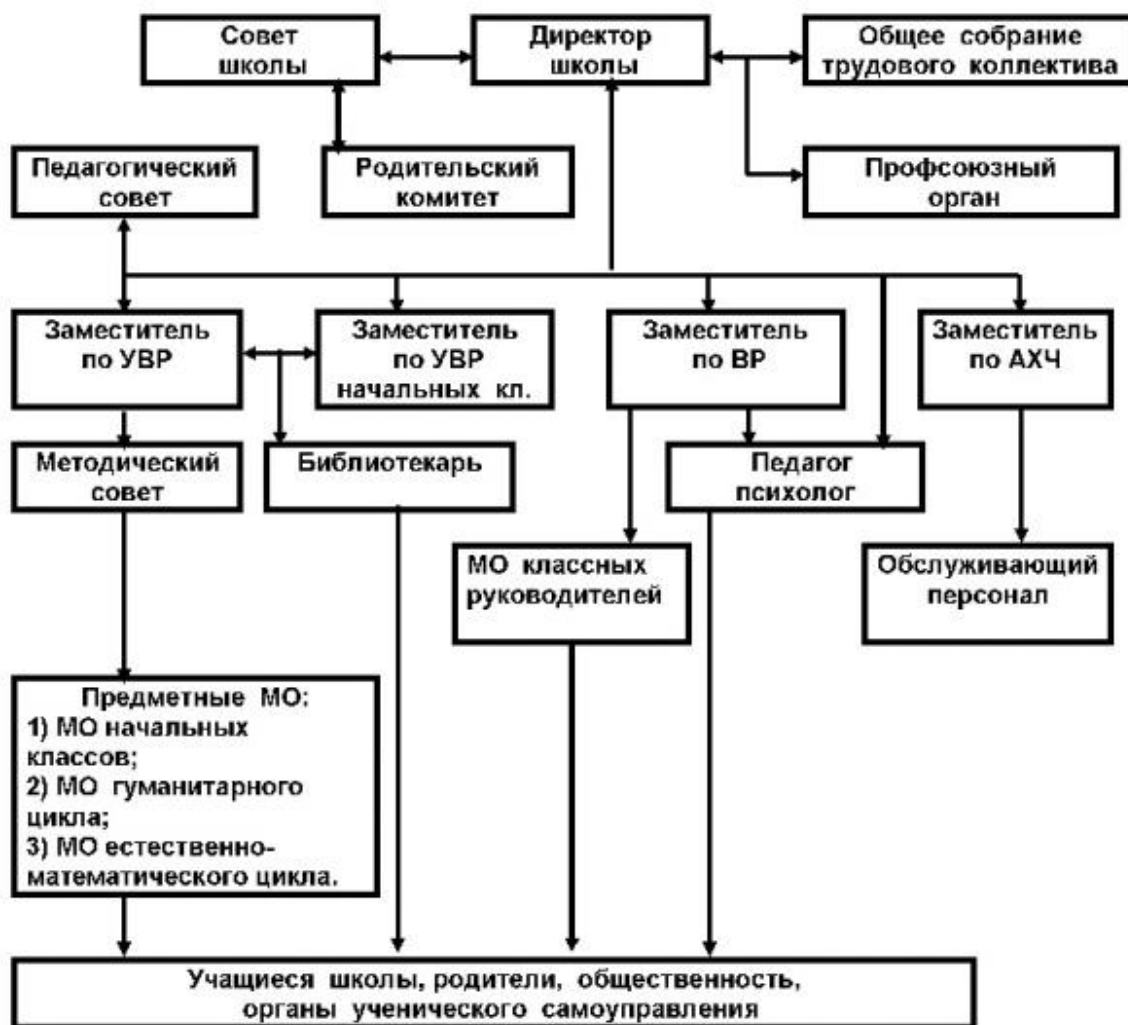 Совет
школы
Директор
школы
Общее собрание
трудового коллектива
Педагогический
совет
Родительский
комитет
Профсоюзный
орган
Заместитель
по УВР
Заместитель
по УВР
начальных кл.
Заместитель
по ВР
Заместитель
по АХЧ
Методический
совет
Библиотекарь
Педагог
психолог
МО классных
руководителей
Обслуживающий
персонал
Предметные МО:
1) МО начальных
классов;
2) МО гуманитарного
цикла;
3) МО естественно-
математического цикла.
Учащиеся школы, родители, общественность,
органы ученического самоуправления